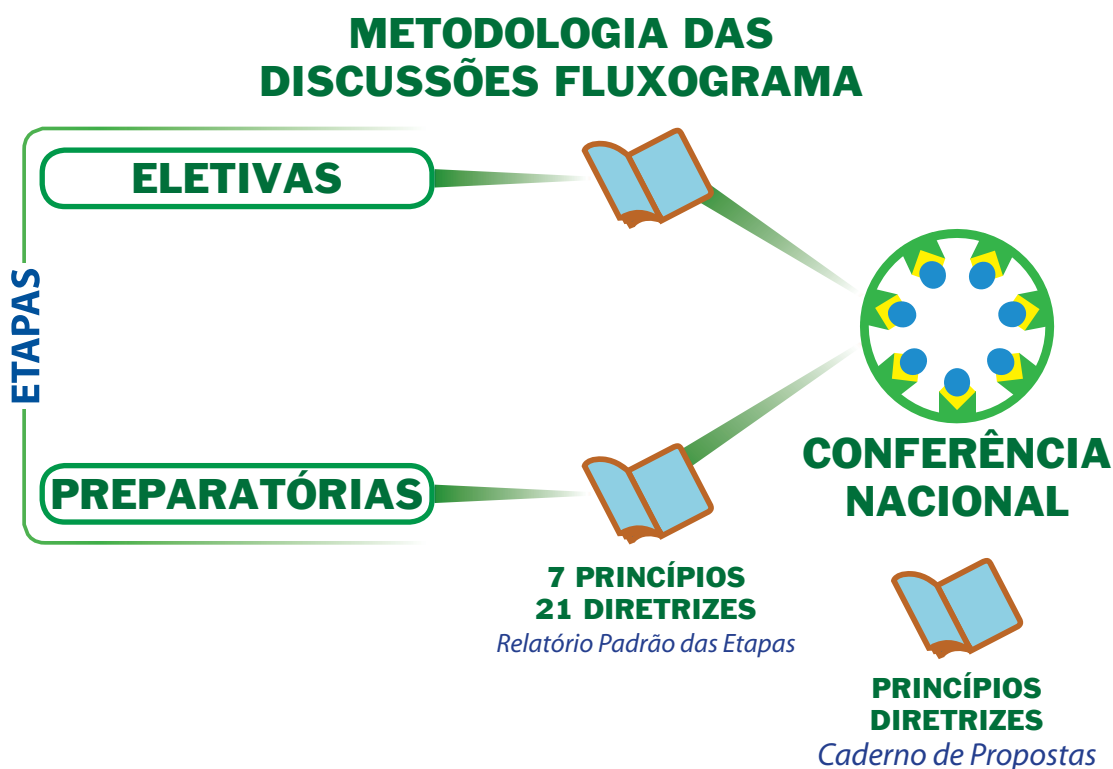 METODOLOGIA DAS
DISCUSSÕES FLUXOGRAMA
ETAPAS
ELETIVAS
PREPARATÓRIAS
7 PRINCÍPIOS
21 DIRETRIZES
Relatório Padrão das Etapas
CONFERÊNCIA
NACIONAL
PRINCÍPIOS
DIRETRIZES
Caderno de Propostas